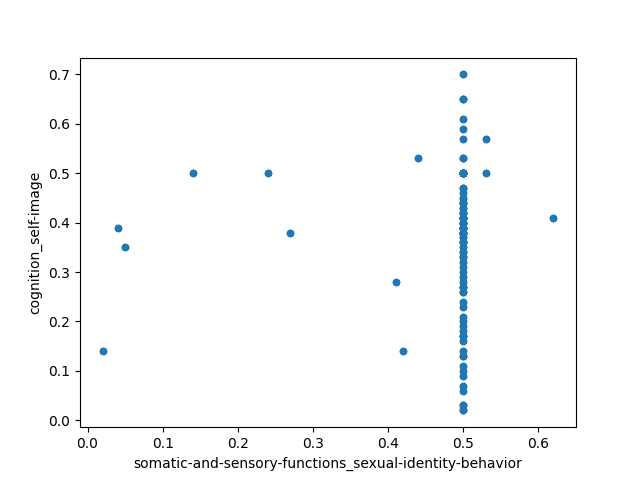 0.7
0.6
0.5
0.4
0.3
0.2
0.1
0.0
cognition_self-image
0.0 0.1 0.2 0.3 0.4 0.5 0.6
somatic-and-sensory-functions_sexual-identity-behavior